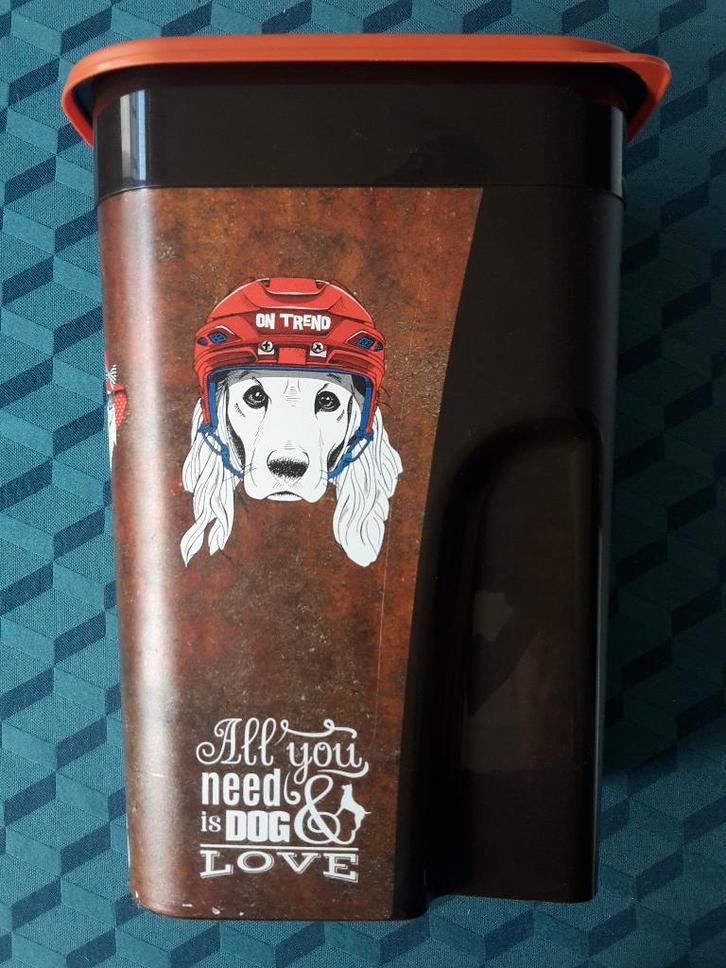 ON TREND
All you
need &
is DOG
LOVE